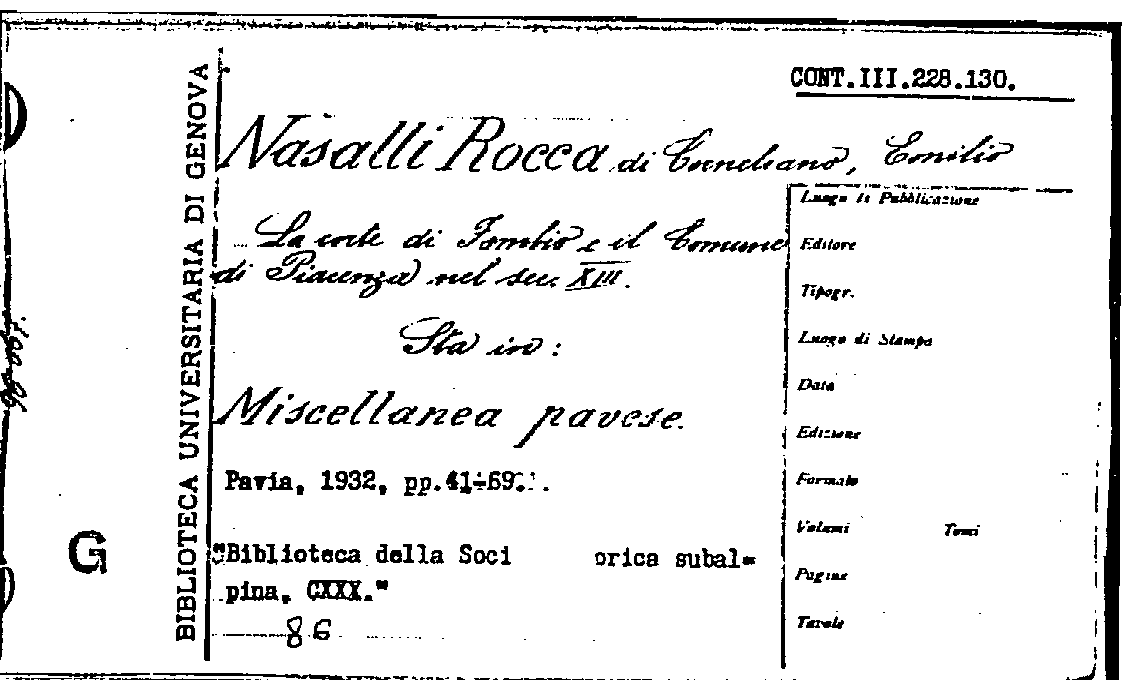 CONT.III.228.130.
Nasalli Rocca di Corneliano, Emilio
La corte di Fombio e il Comune
di Piacenza nel sec. XIII.
Sta in:
Miscellanea pavese.
Pavia, 1932, pp.41÷69.
"Biblioteca della Soci orica subal=
pina, CXXX."
86
BIBLIOTECA UNIVERSITARIA DI GENOVA
G
Luogo di Pubblicazione
Editore
Tipogr.
Luogo di Stampa
Data
Edizione
Formato
Volumi Tomi
Pagine
Tavole